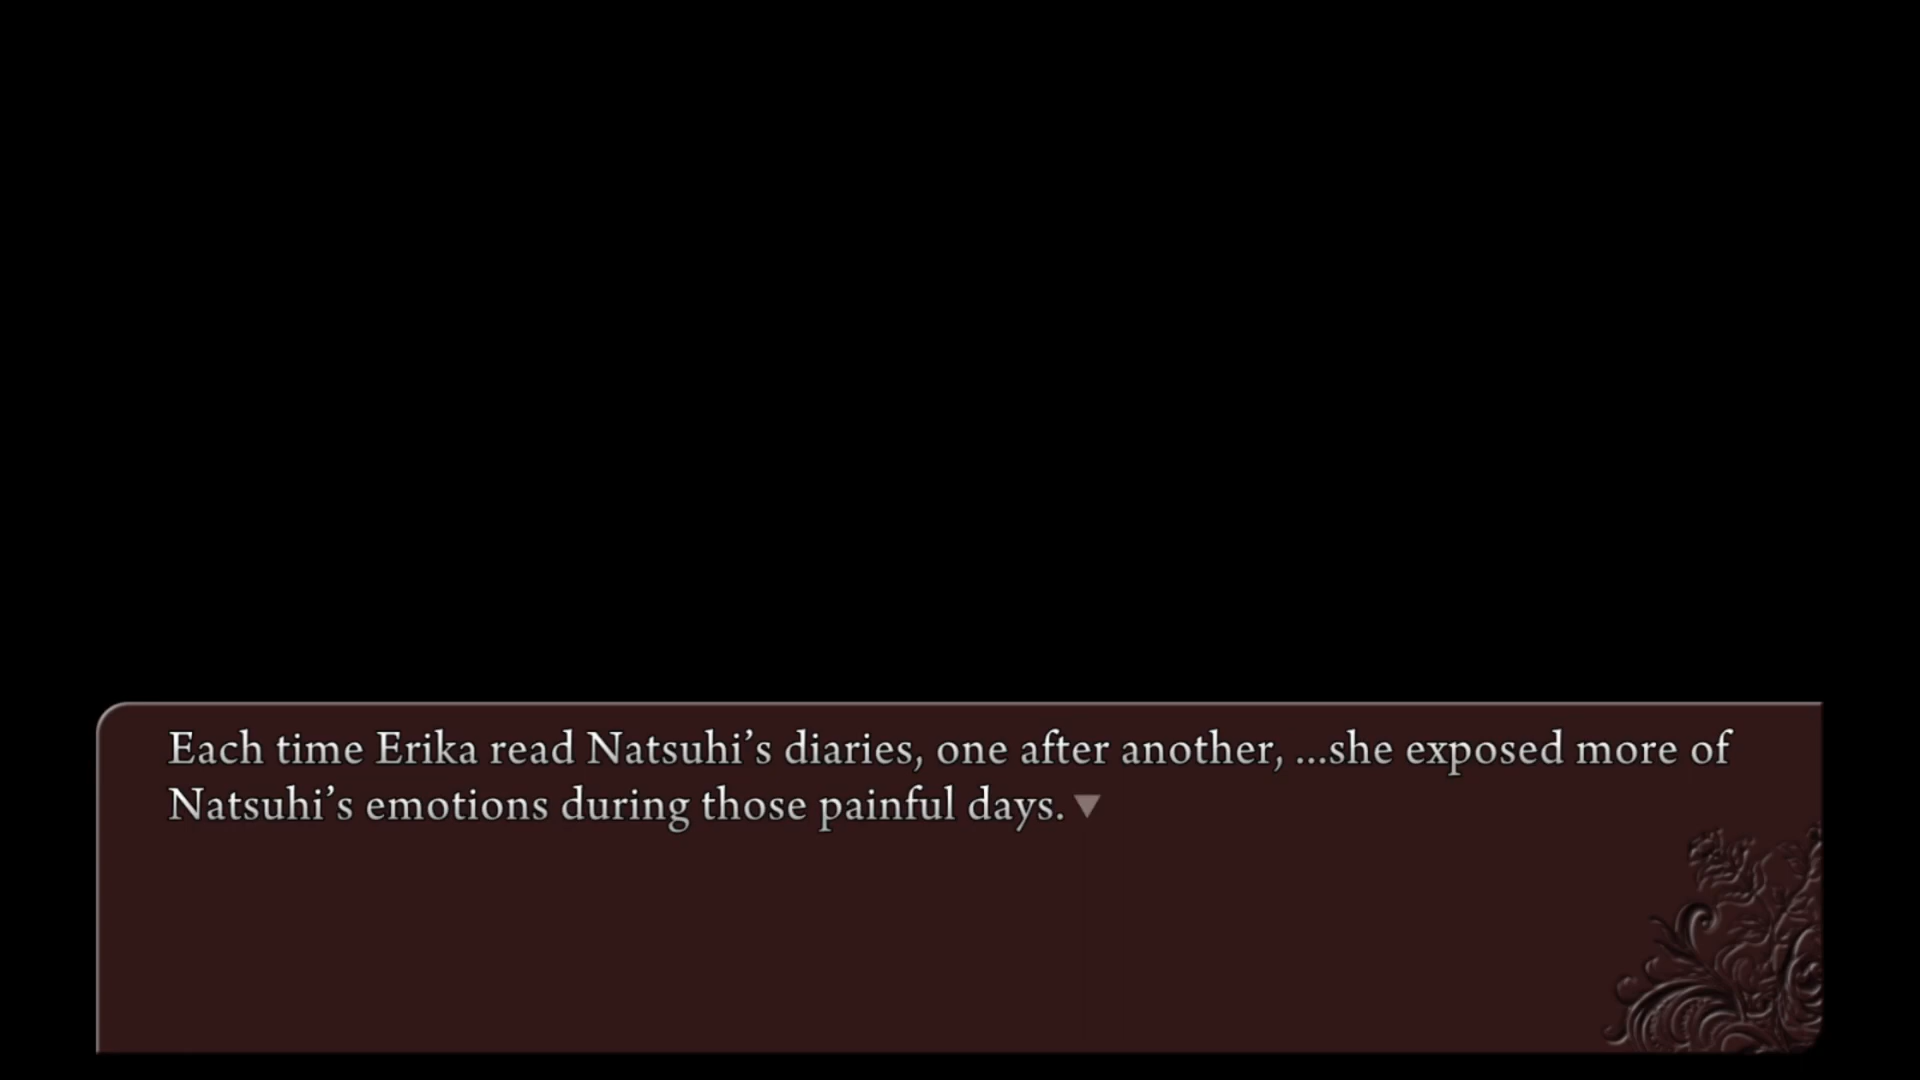 Each time Erika read Natsuhi’s diaries, one after another, ...she exposed more of
Natsuhi’s emotions during those painful days.